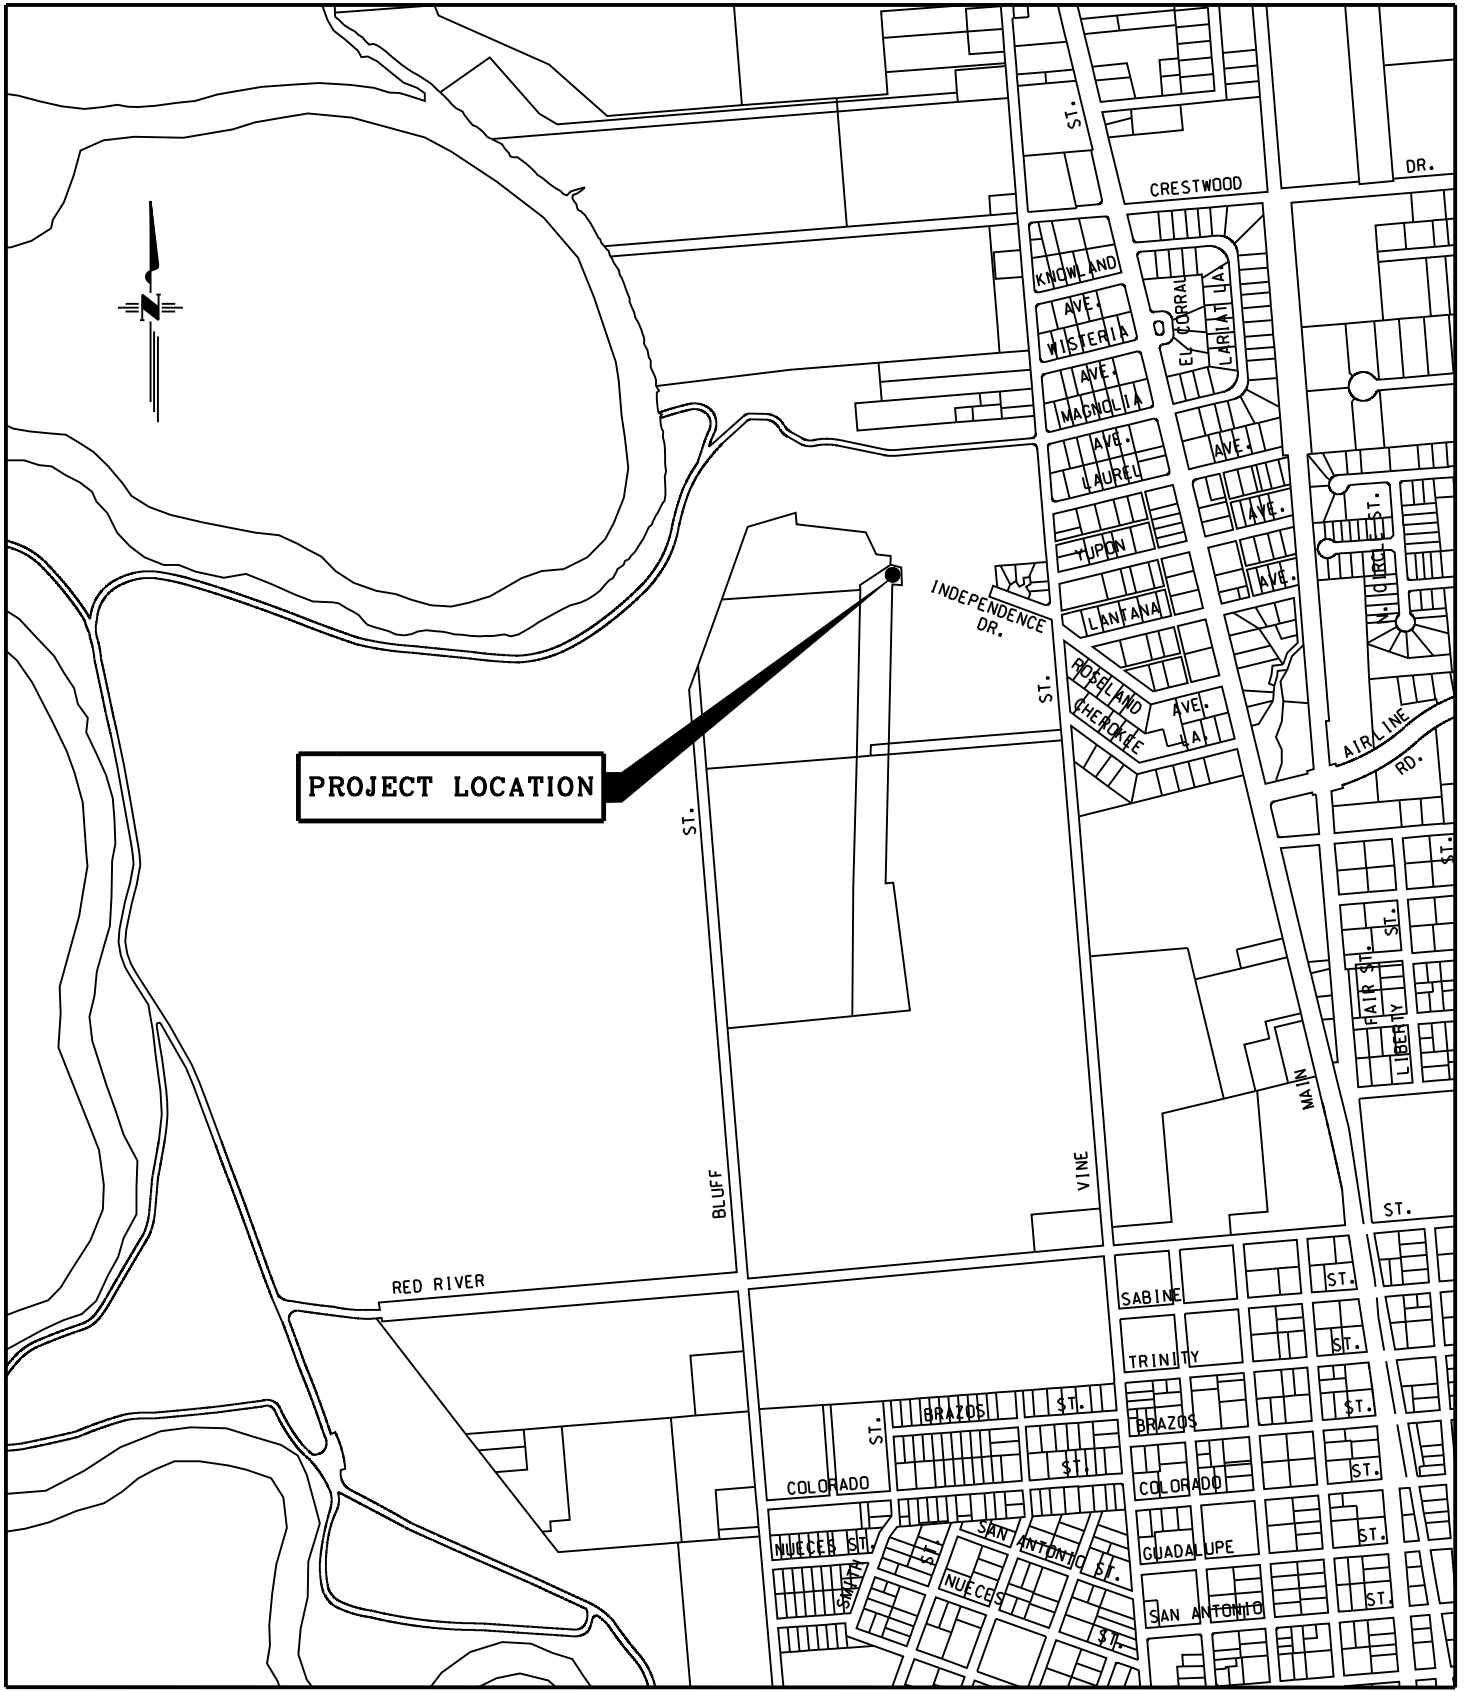 ST.
DR.
CRESTWOOD
KNOWLAND
AVE.
EL CORRAL
LARIAT LA.
WISTERIA
AVE.
MAGNOLIA
AVE.
AVE.
LAUREL
AVE.
N. CIRCLE ST.
YUPON
AVE.
INDEPENDENCE
DR.
LANTANA
ROSELAND
AVE.
ST.
CHEROKEE
LA.
AIRLINE
RD.
PROJECT LOCATION
ST.
ST.
ST.
FAIR ST.
LIBERTY
MAIN
VINE
BLUFF
ST.
RED RIVER
SABINE
ST.
TRINITY
ST.
BRAZOS
ST.
BRAZOS
ST.
ST.
COLORADO
ST.
COLORADO
ST.
NUECES ST.
SAN ANTONIO ST.
GUADALUPE
ST.
SMITH
ST.
NUECES
ST.
SAN ANTONIO
ST.
N